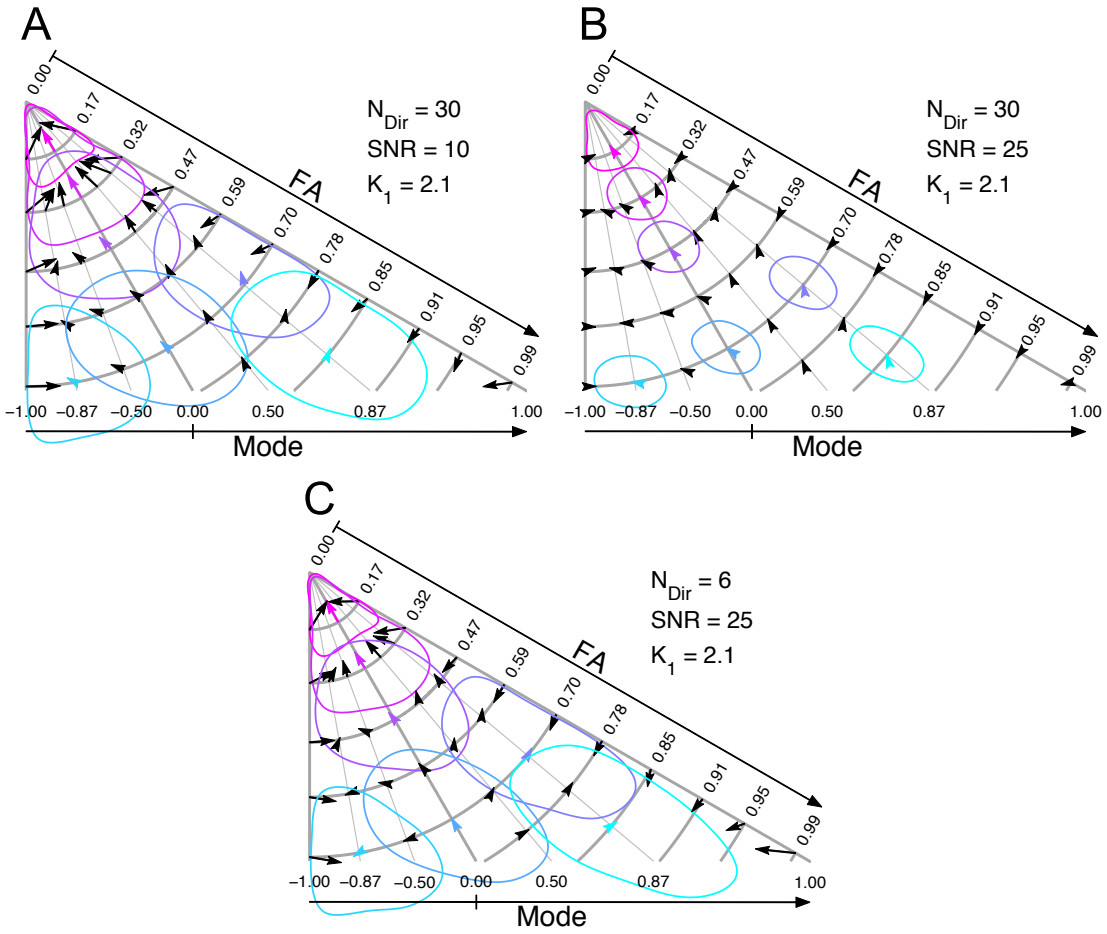 A
0.00
0.17
0.32
0.47
0.59
0.70
0.78
0.85
0.91
0.95
0.99
FA
N_Dir = 30
SNR = 10
K_1 = 2.1
−1.00 −0.87 −0.50 0.00 0.50 0.87 1.00
Mode
B
0.00
0.17
0.32
0.47
0.59
0.70
0.78
0.85
0.91
0.95
0.99
FA
N_Dir = 30
SNR = 25
K_1 = 2.1
−1.00 −0.87 −0.50 0.00 0.50 0.87 1.00
Mode
C
0.00
0.17
0.32
0.47
0.59
0.70
0.78
0.85
0.91
0.95
0.99
FA
N_Dir = 6
SNR = 25
K_1 = 2.1
−1.00 −0.87 −0.50 0.00 0.50 0.87 1.00
Mode